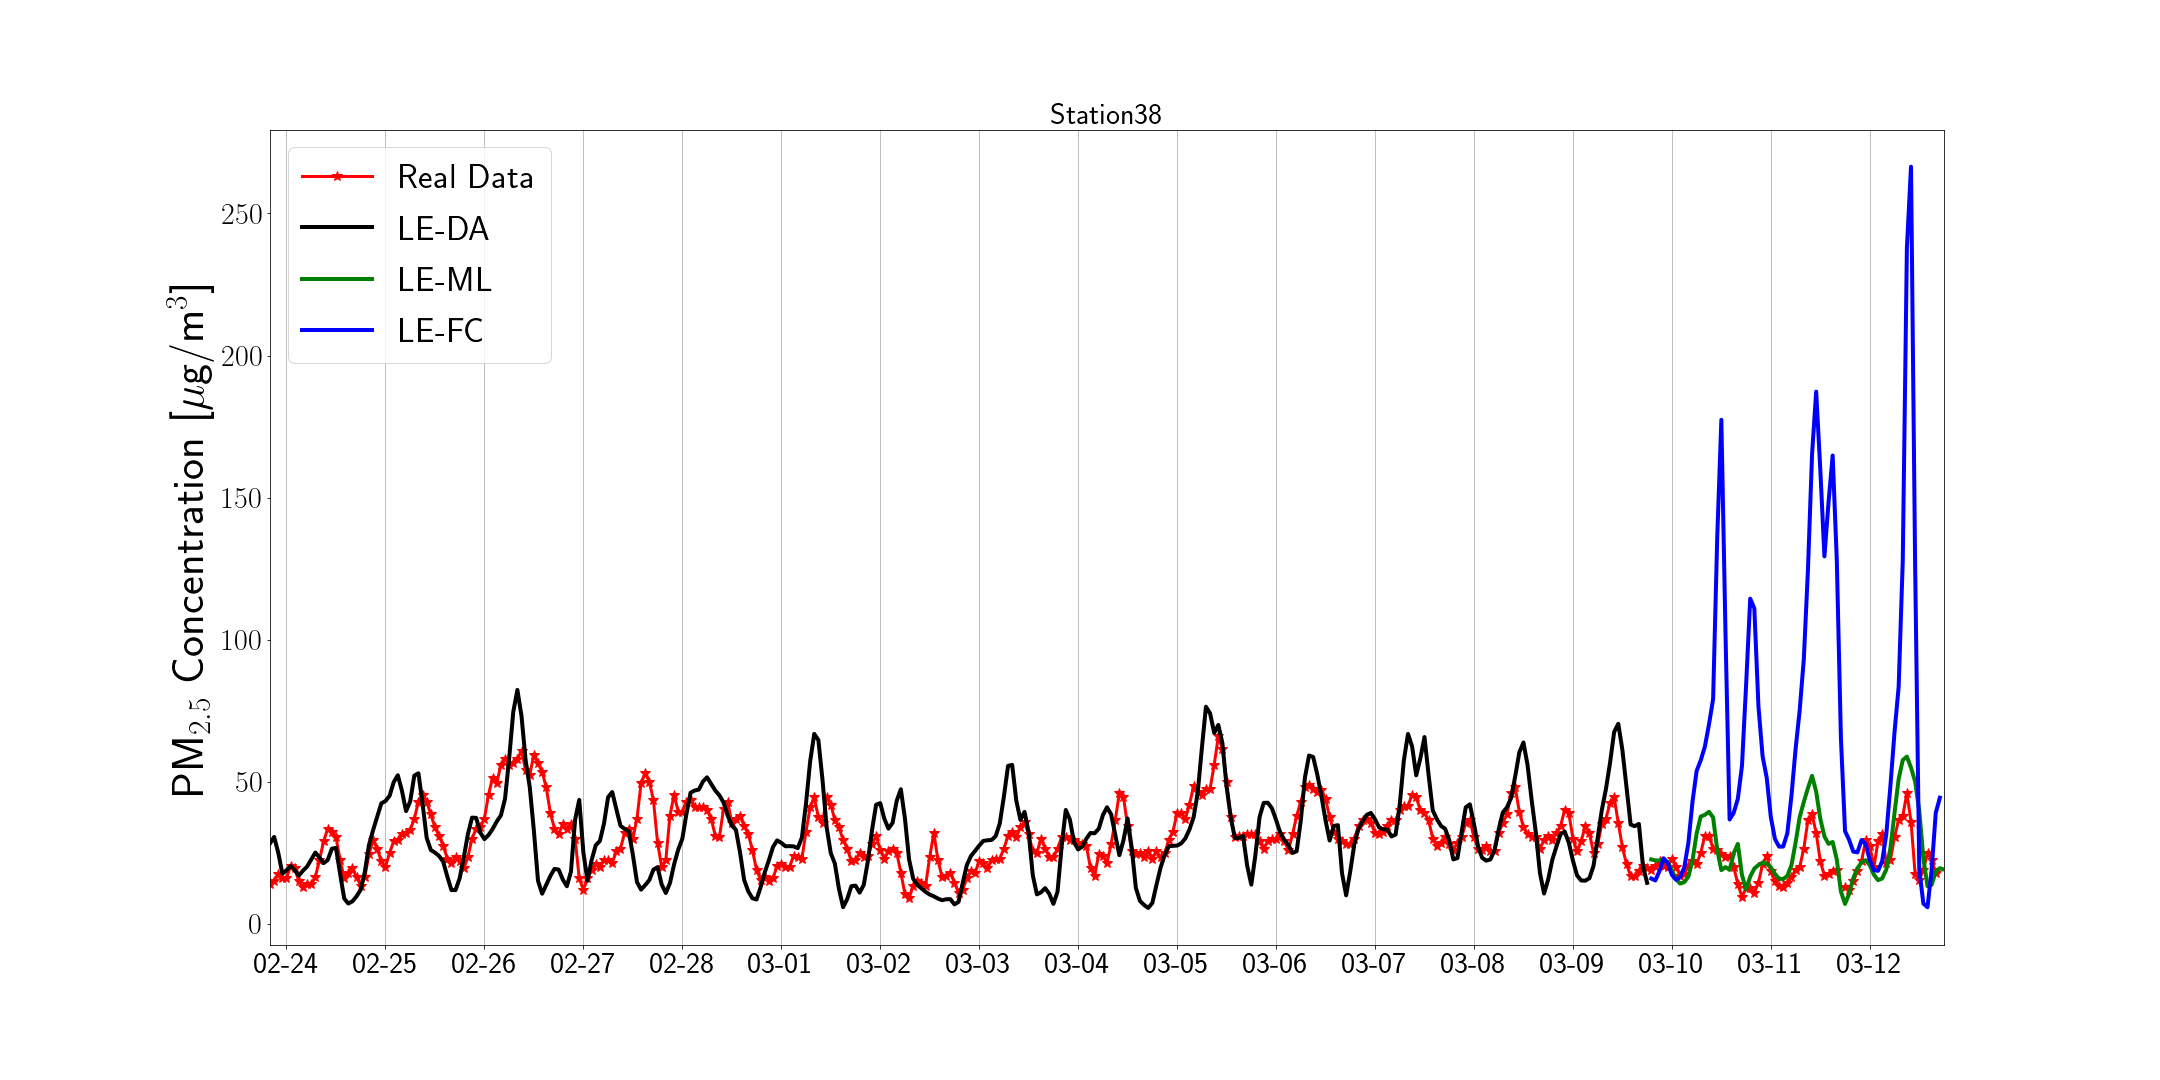 Station38
Real Data
LE-DA
LE-ML
LE-FC
PM2.5 Concentration [μg/m³]
250
200
150
100
50
0
02-24 02-25 02-26 02-27 02-28 03-01 03-02 03-03 03-04 03-05 03-06 03-07 03-08 03-09 03-10 03-11 03-12